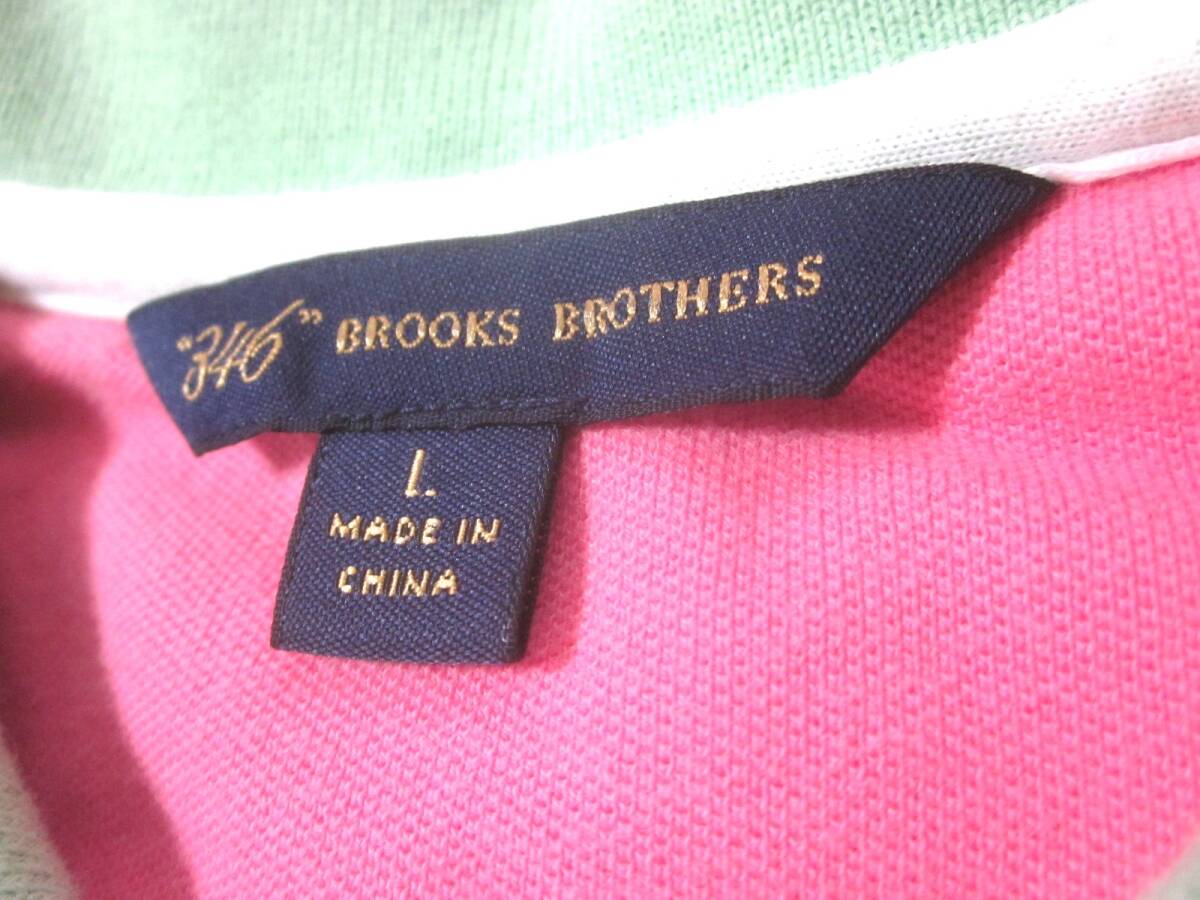 "346" BROOKS BROTHERS
L
MADE IN
CHINA